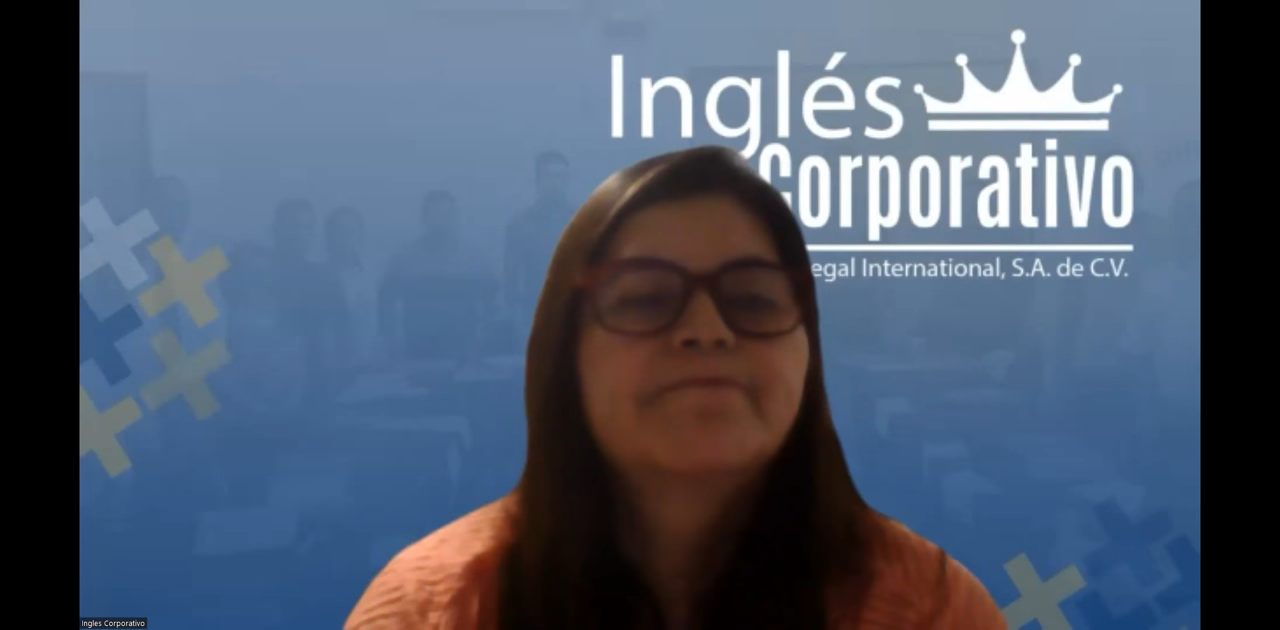 Inglés
Corporativo
egal International, S.A. de C.V.
Ingles Corporativo